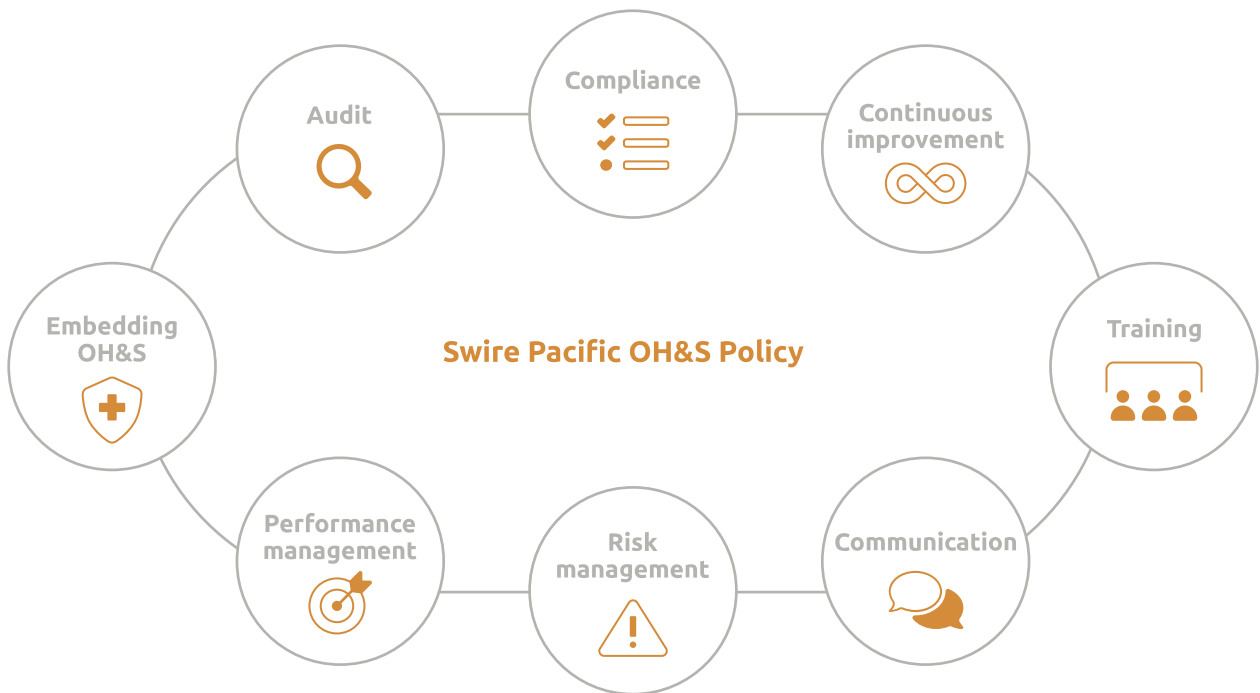 Compliance
Audit
Continuous
improvement
Embedding
OH&S
Swire Pacific OH&S Policy
Training
Performance
management
Risk
management
Communication